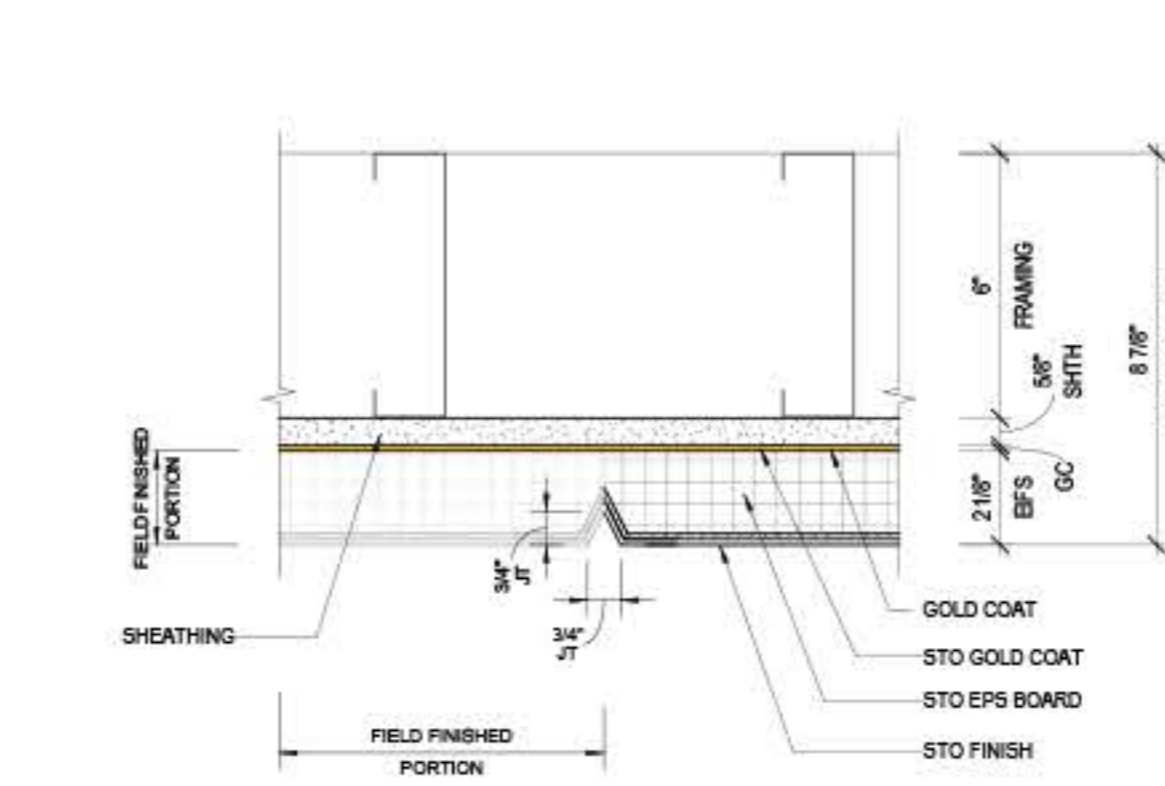 6"
FRAMING
5/8"
SHTH
8 7/8"
FIELD FINISHED
PORTION
2 1/8"
EIFS
GC
3/4"
JT
3/4"
JT
SHEATHING
GOLD COAT
STO GOLD COAT
STO EPS BOARD
STO FINISH
FIELD FINISHED
PORTION